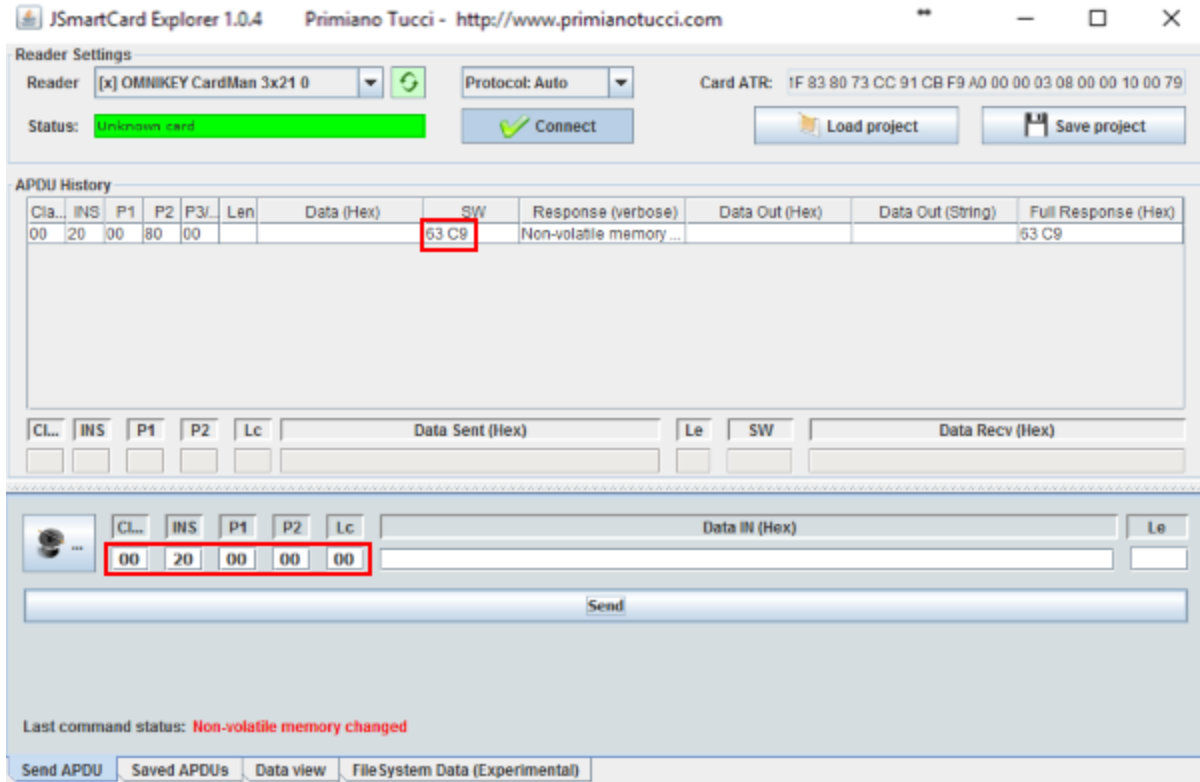 JSmartCard Explorer 1.0.4 Primiano Tucci - http://www.primianotucci.com
Reader Settings
Reader [x] OMNIKEY CardMan 3x21 0 Protocol: Auto Card ATR: 1F 83 80 73 CC 91 CB F9 A0 00 00 03 08 00 00 10 00 79
Status: Unknown card Connect Load project Save project
APDU History
Cla... INS P1 P2 P3/... Len Data (Hex) SW Response (verbose) Data Out (Hex) Data Out (String) Full Response (Hex)
00 20 00 80 00 63 C9 Non-volatile memory ... 63 C9
Cl... INS P1 P2 Lc Data Sent (Hex) Le SW Data Recv (Hex)
... Cl... INS P1 P2 Lc Data IN (Hex) Le
00 20 00 00 00
Send
Last command status: Non-volatile memory changed
Send APDU Saved APDUs Data view FileSystem Data (Experimental)